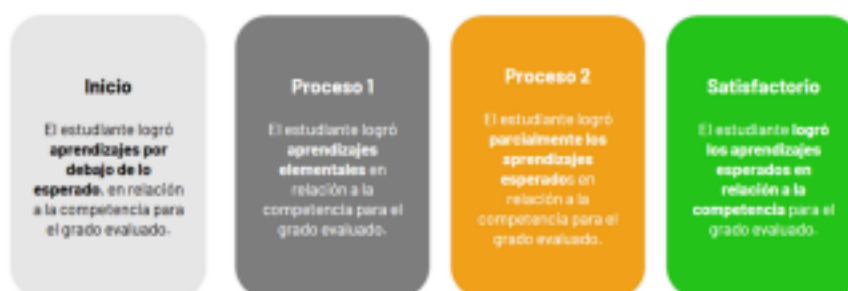 Inicio
El estudiante logró
aprendizajes por
debajo de lo
esperado, en relación
a la competencia para
el grado evaluado.
Proceso 1
El estudiante logró
aprendizajes
elementales en
relación a la
competencia para el
grado evaluado.
Proceso 2
El estudiante logró
parcialmente los
aprendizajes
esperados en
relación a la
competencia para el
grado evaluado.
Satisfactorio
El estudiante logró
los aprendizajes
esperados en
relación a la
competencia para el
grado evaluado.